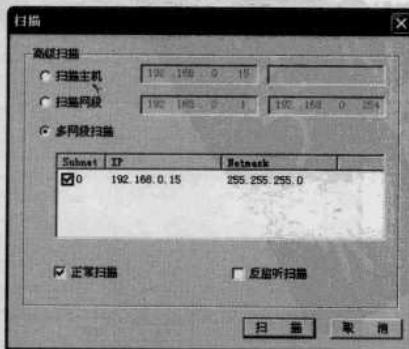 扫描
高级扫描
扫描主机 192 .168 . 0 . 15
扫描网段 192 .168 . 0 . 1 192 .168 . 0 .254
多网段扫描
Subnet IP Netmask
0 192.168.0.15 255.255.255.0
正常扫描 反监听扫描
扫 描 取 消